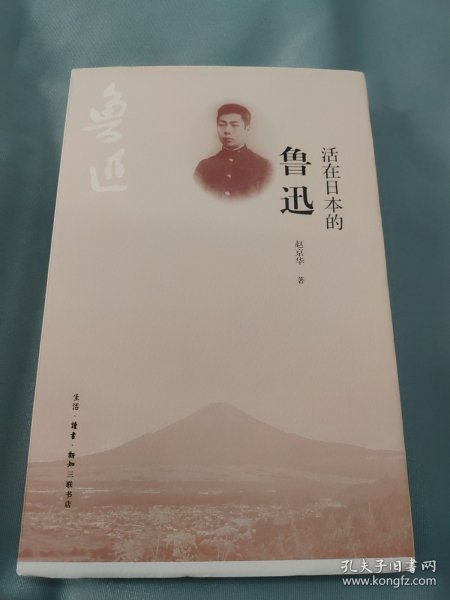 鲁迅
活在日本的
鲁迅
赵京华 著
生活·讀書·新知三联书店
孔夫子旧书网
www.kongfz.com